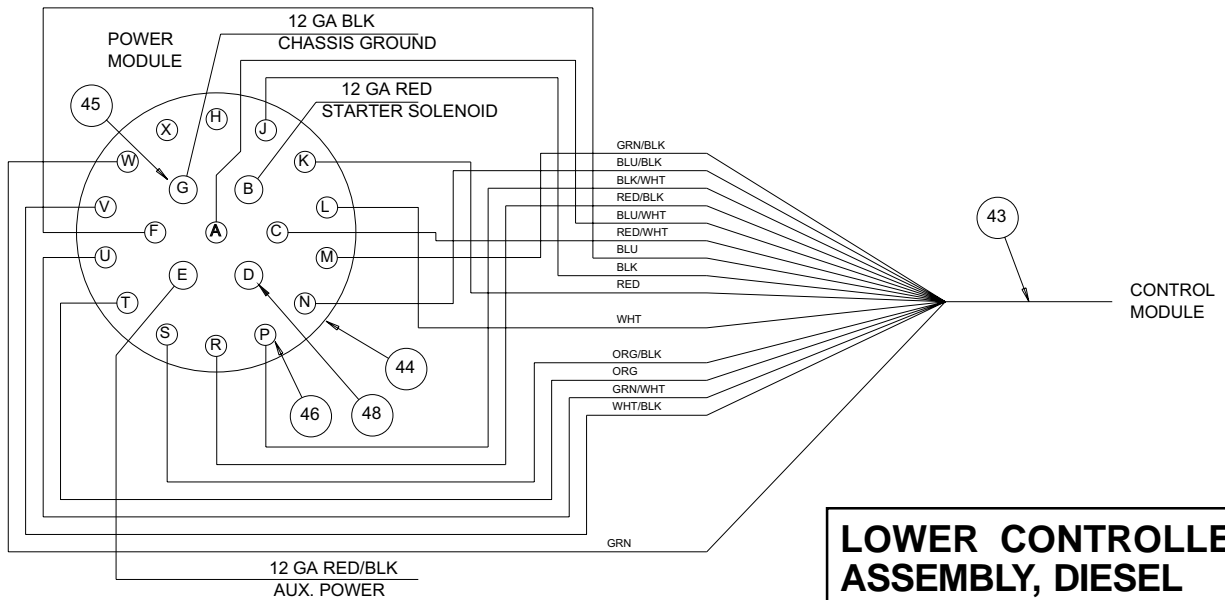 12 GA BLK
CHASSIS GROUND
POWER
MODULE
12 GA RED
STARTER SOLENOID
45
H
X
J
W
K
G
B
V
L
F
A
C
U
M
E
D
T
N
S
R
P
44
46
48
GRN/BLK
BLU/BLK
BLK/WHT
RED/BLK
BLU/WHT
RED/WHT
BLU
BLK
RED
WHT
ORG/BLK
ORG
GRN/WHT
WHT/BLK
GRN
43
CONTROL
MODULE
12 GA RED/BLK
AUX. POWER
LOWER CONTROLLE
ASSEMBLY, DIESEL